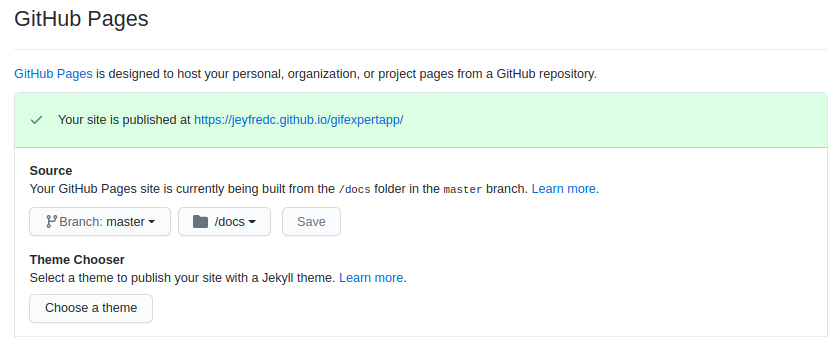 GitHub Pages
GitHub Pages is designed to host your personal, organization, or project pages from a GitHub repository.
Your site is published at https://jeyfredc.github.io/gifexpertapp/
Source
Your GitHub Pages site is currently being built from the /docs folder in the master branch. Learn more.
Branch: master /docs Save
Theme Chooser
Select a theme to publish your site with a Jekyll theme. Learn more.
Choose a theme